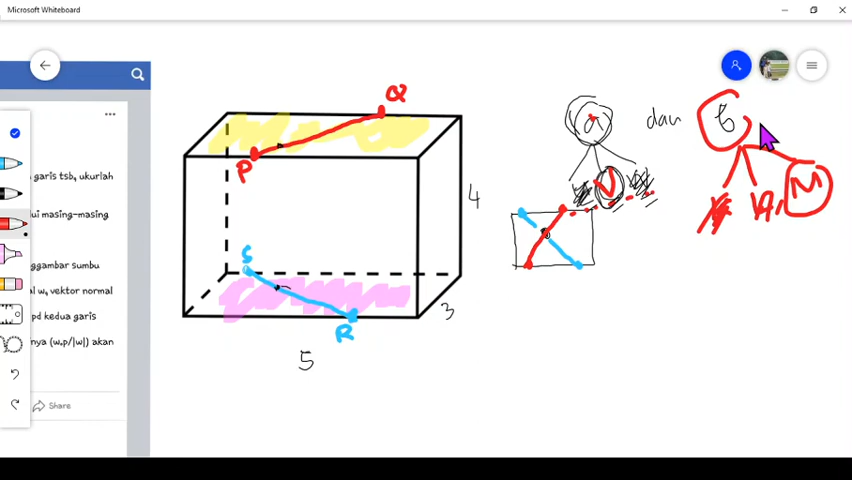 Microsoft Whiteboard
garis tsb, ukurlah
ui masing-masing
ggambar sumbu
al w, vektor normal
pd kedua garis
nya (w.p/|w|) akan
Share
Q
P
S
R
4
3
5
a dan b
V
M